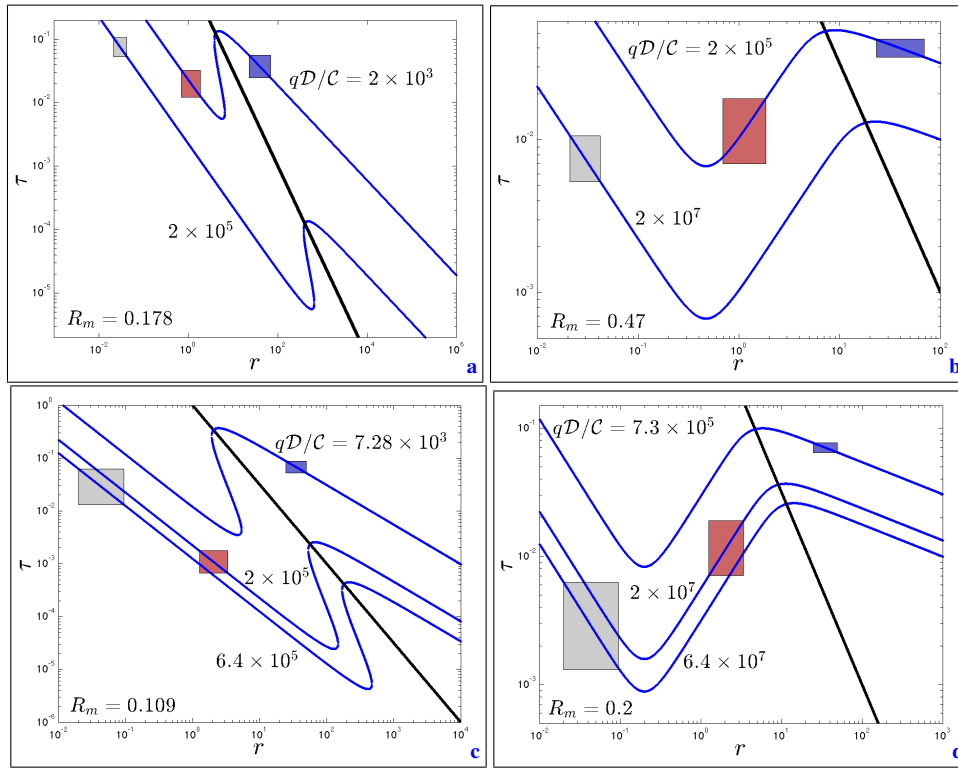 10^{-1}
10^{-2}
10^{-3}
10^{-4}
10^{-5}
τ
qD/C = 2 × 10^3
2 × 10^5
R_m = 0.178
10^{-2}
10^0
10^2
10^4
10^6
r
a
10^{-1}
10^{-2}
10^{-3}
τ
qD/C = 2 × 10^5
2 × 10^7
R_m = 0.47
10^{-2}
10^{-1}
10^0
10^1
10^2
r
b
10^0
10^{-1}
10^{-2}
10^{-3}
10^{-4}
10^{-5}
10^{-6}
τ
qD/C = 7.28 × 10^3
2 × 10^5
6.4 × 10^5
R_m = 0.109
10^{-2}
10^{-1}
10^0
10^1
10^2
10^3
10^4
r
c
10^{-1}
10^{-2}
10^{-3}
τ
qD/C = 7.3 × 10^5
2 × 10^7
6.4 × 10^7
R_m = 0.2
10^{-2}
10^{-1}
10^0
10^1
10^2
10^3
r
d